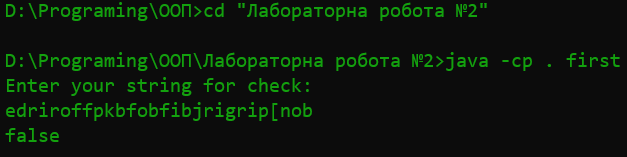 D:\Programing\ООП>cd "Лабораторна робота №2"
D:\Programing\ООП\Лабораторна робота №2>java -cp . first
Enter your string for check:
edriroffpkbfobfibjrigrip[nob
false